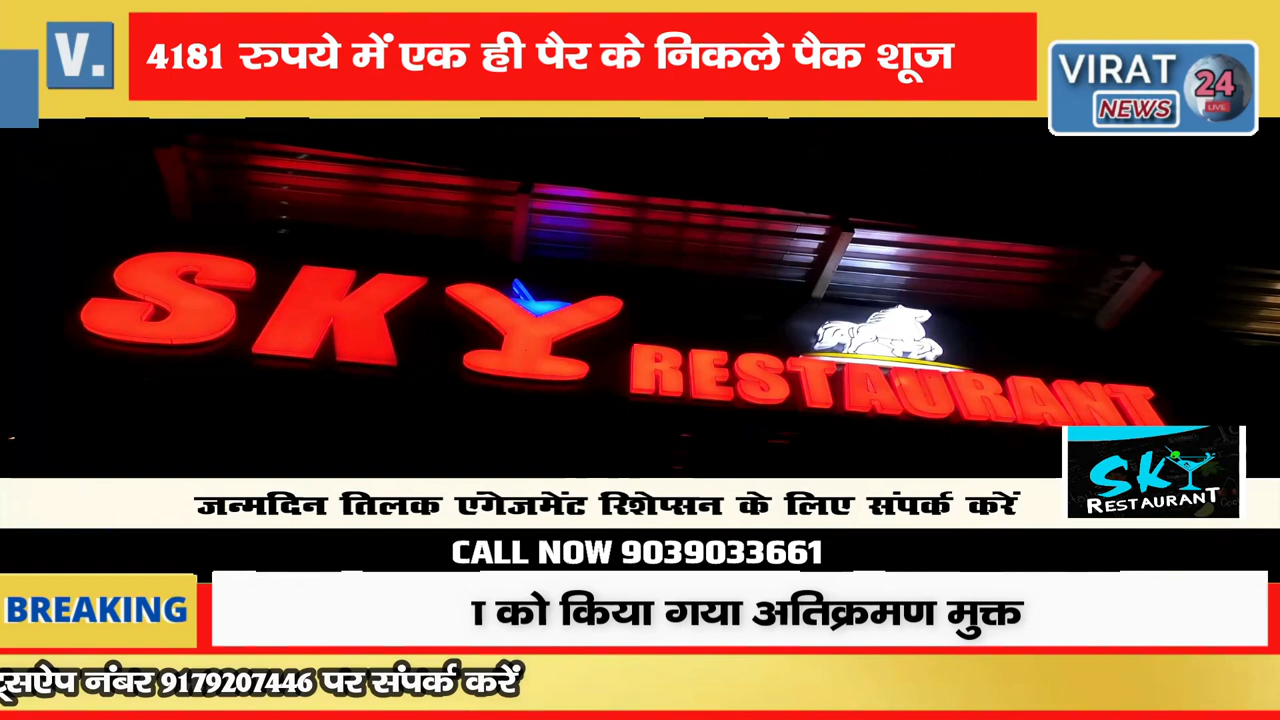 V.
4181 रुपये में एक ही पैर के निकले पैक शूज
VIRAT
24
LIVE
NEWS
SKY
RESTAURANT
SKY
RESTAURANT
जन्मदिन तिलक एंगेजमेंट रिशेप्सन के लिए संपर्क करें
CALL NOW 9039033661
BREAKING
को किया गया अतिक्रमण मुक्त
नंबर 9179207446 पर संपर्क करें